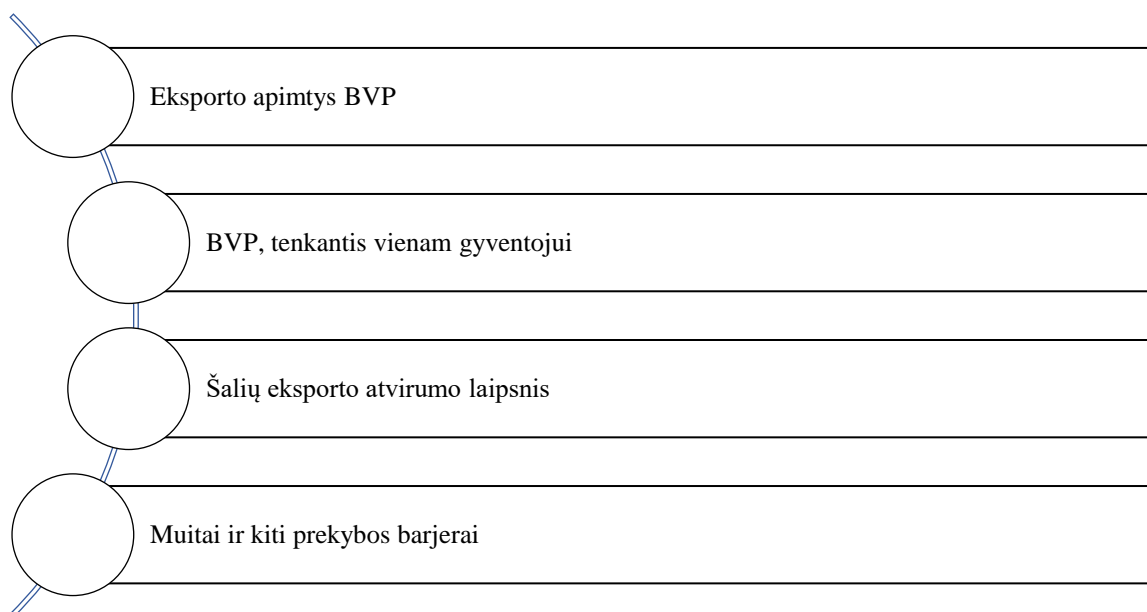 Eksporto apimtys BVP
BVP, tenkantis vienam gyventojui
Šalių eksporto atvirumo laipsnis
Muitai ir kiti prekybos barjerai